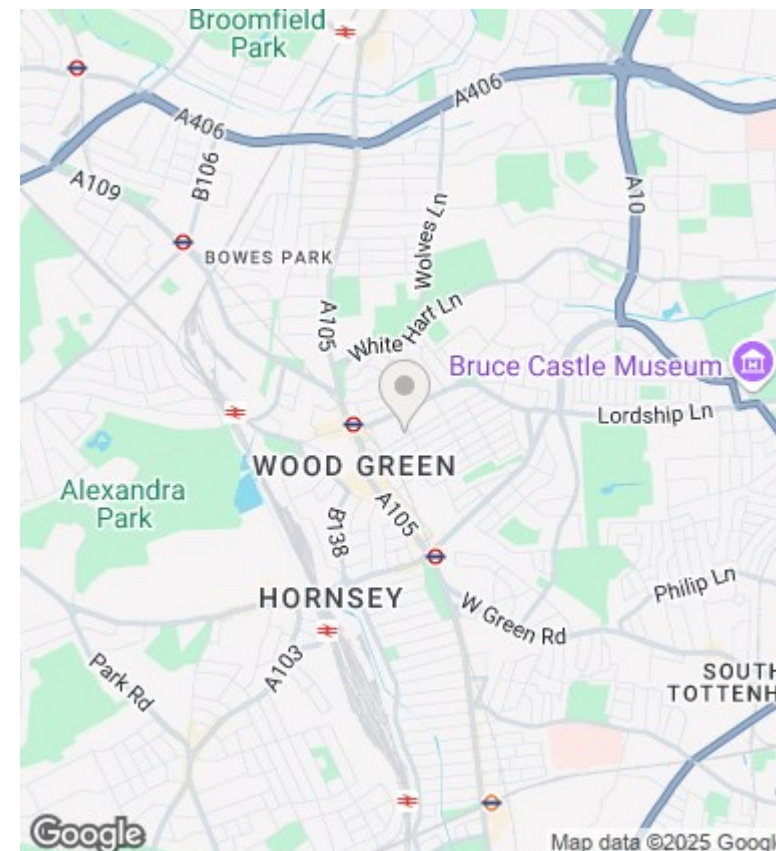 Broomfield
Park
A406
A406
B106
A109
A10
Wolves Ln
BOWES PARK
A105
White Hart Ln
Bruce Castle Museum
Lordship Ln
WOOD GREEN
Alexandra
Park
A105
B138
HORNSEY
Philip Ln
W Green Rd
A103
Park Rd
SOUTH
TOTTENH
Google
Map data ©2025 Googl